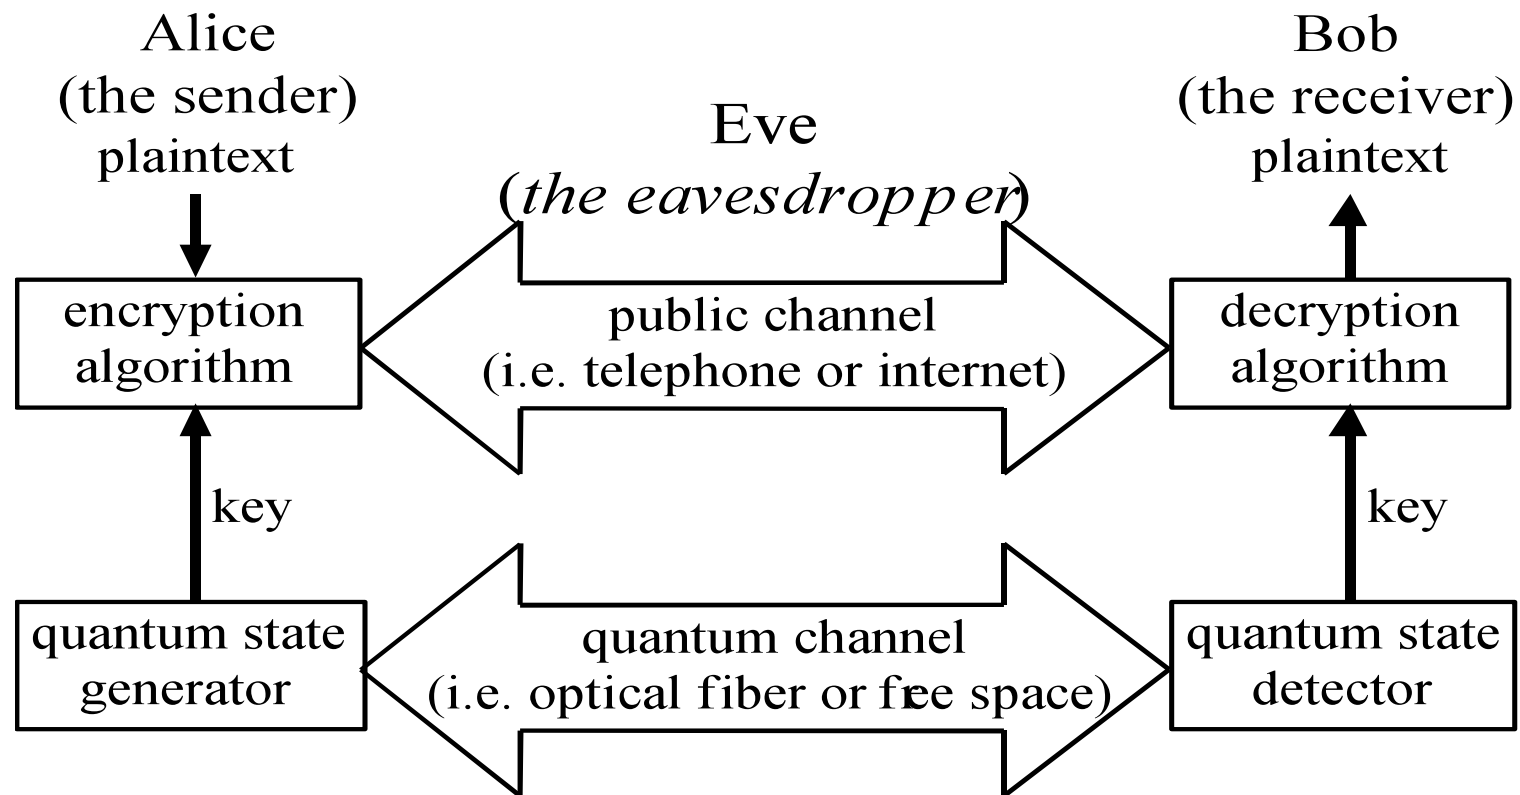 Alice
(the sender)
plaintext
Eve
(the eavesdropper)
Bob
(the receiver)
plaintext
encryption
algorithm
public channel
(i.e. telephone or internet)
decryption
algorithm
key
key
quantum state
generator
quantum channel
(i.e. optical fiber or free space)
quantum state
detector